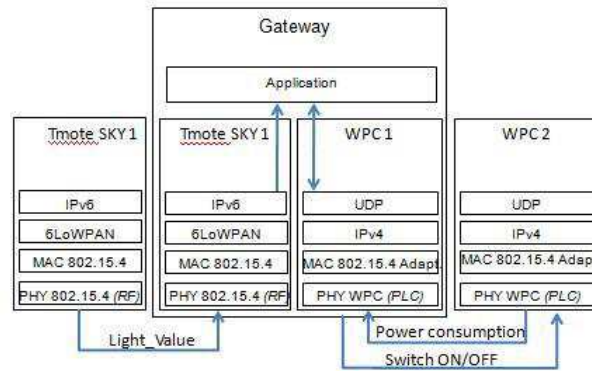 Gateway
Application
Tmote SKY 1
Tmote SKY 1
WPC 1
WPC 2
IPv6
IPv6
UDP
UDP
6LoWPAN
6LoWPAN
IPv4
IPv4
MAC 802.15.4
MAC 802.15.4
MAC 802.15.4 Adapt.
MAC 802.15.4 Adap
PHY 802.15.4 (RF)
PHY 802.15.4 (RF)
PHY WPC (PLC)
PHY WPC (PLC)
Light_Value
Power consumption
Switch ON/OFF